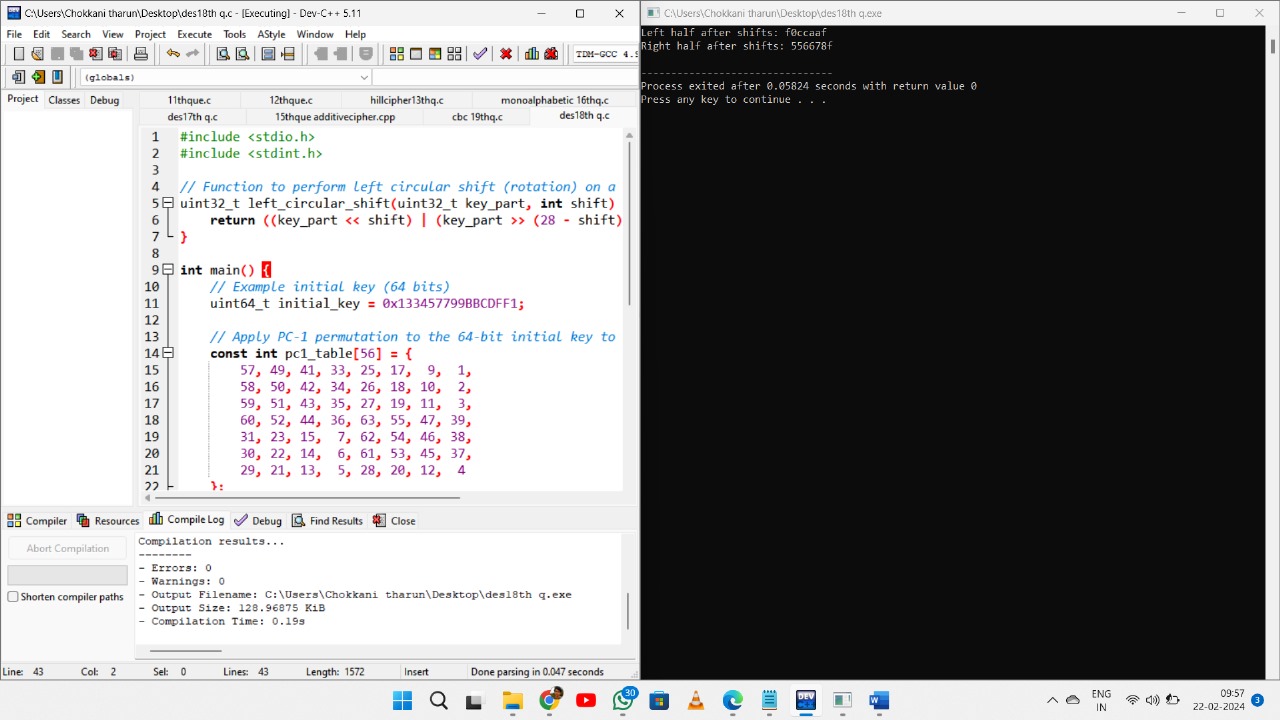 C:\Users\Chokkani tharun\Desktop\des18th q.c - [Executing] - Dev-C++ 5.11
File Edit Search View Project Execute Tools AStyle Window Help
TDM-GCC 4.9
(globals)
Project Classes Debug
11thque.c 12thque.c hillcipher13thq.c monoalphabetic 16thq.c
des17th q.c 15thque additivecipher.cpp cbc 19thq.c des18th q.c
1 #include <stdio.h>
2 #include <stdint.h>
3
4 // Function to perform left circular shift (rotation) on a
5 uint32_t left_circular_shift(uint32_t key_part, int shift)
6 return ((key_part << shift) | (key_part >> (28 - shift)
7 }
8
9 int main() {
10 // Example initial key (64 bits)
11 uint64_t initial_key = 0x133457799BBCDFF1;
12
13 // Apply PC-1 permutation to the 64-bit initial key to
14 const int pc1_table[56] = {
15 57, 49, 41, 33, 25, 17, 9, 1,
16 58, 50, 42, 34, 26, 18, 10, 2,
17 59, 51, 43, 35, 27, 19, 11, 3,
18 60, 52, 44, 36, 63, 55, 47, 39,
19 31, 23, 15, 7, 62, 54, 46, 38,
20 30, 22, 14, 6, 61, 53, 45, 37,
21 29, 21, 13, 5, 28, 20, 12, 4
22 };
Compiler Resources Compile Log Debug Find Results Close
Abort Compilation
Shorten compiler paths
Compilation results...
--------
- Errors: 0
- Warnings: 0
- Output Filename: C:\Users\Chokkani tharun\Desktop\des18th q.exe
- Output Size: 128.96875 KiB
- Compilation Time: 0.19s
Line: 43 Col: 2 Sel: 0 Lines: 43 Length: 1572 Insert Done parsing in 0.047 seconds
C:\Users\Chokkani tharun\Desktop\des18th q.exe
Left half after shifts: f0ccaaf
Right half after shifts: 556678f
--------------------------------
Process exited after 0.05824 seconds with return value 0
Press any key to continue . . .
30
DEV
ENG
IN
09:57
22-02-2024
3